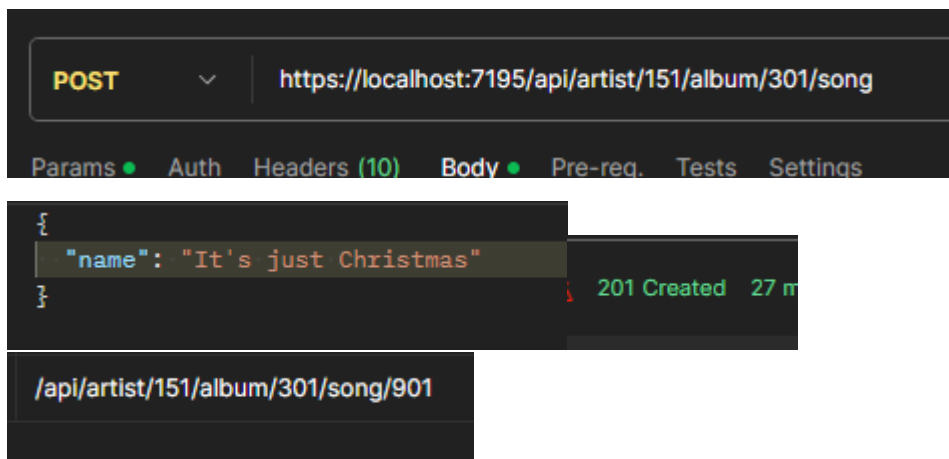 POST https://localhost:7195/api/artist/151/album/301/song
Params Auth Headers (10) Body Pre-req. Tests Settings
{
"name": "It's just Christmas"
}
201 Created 27 m
/api/artist/151/album/301/song/901